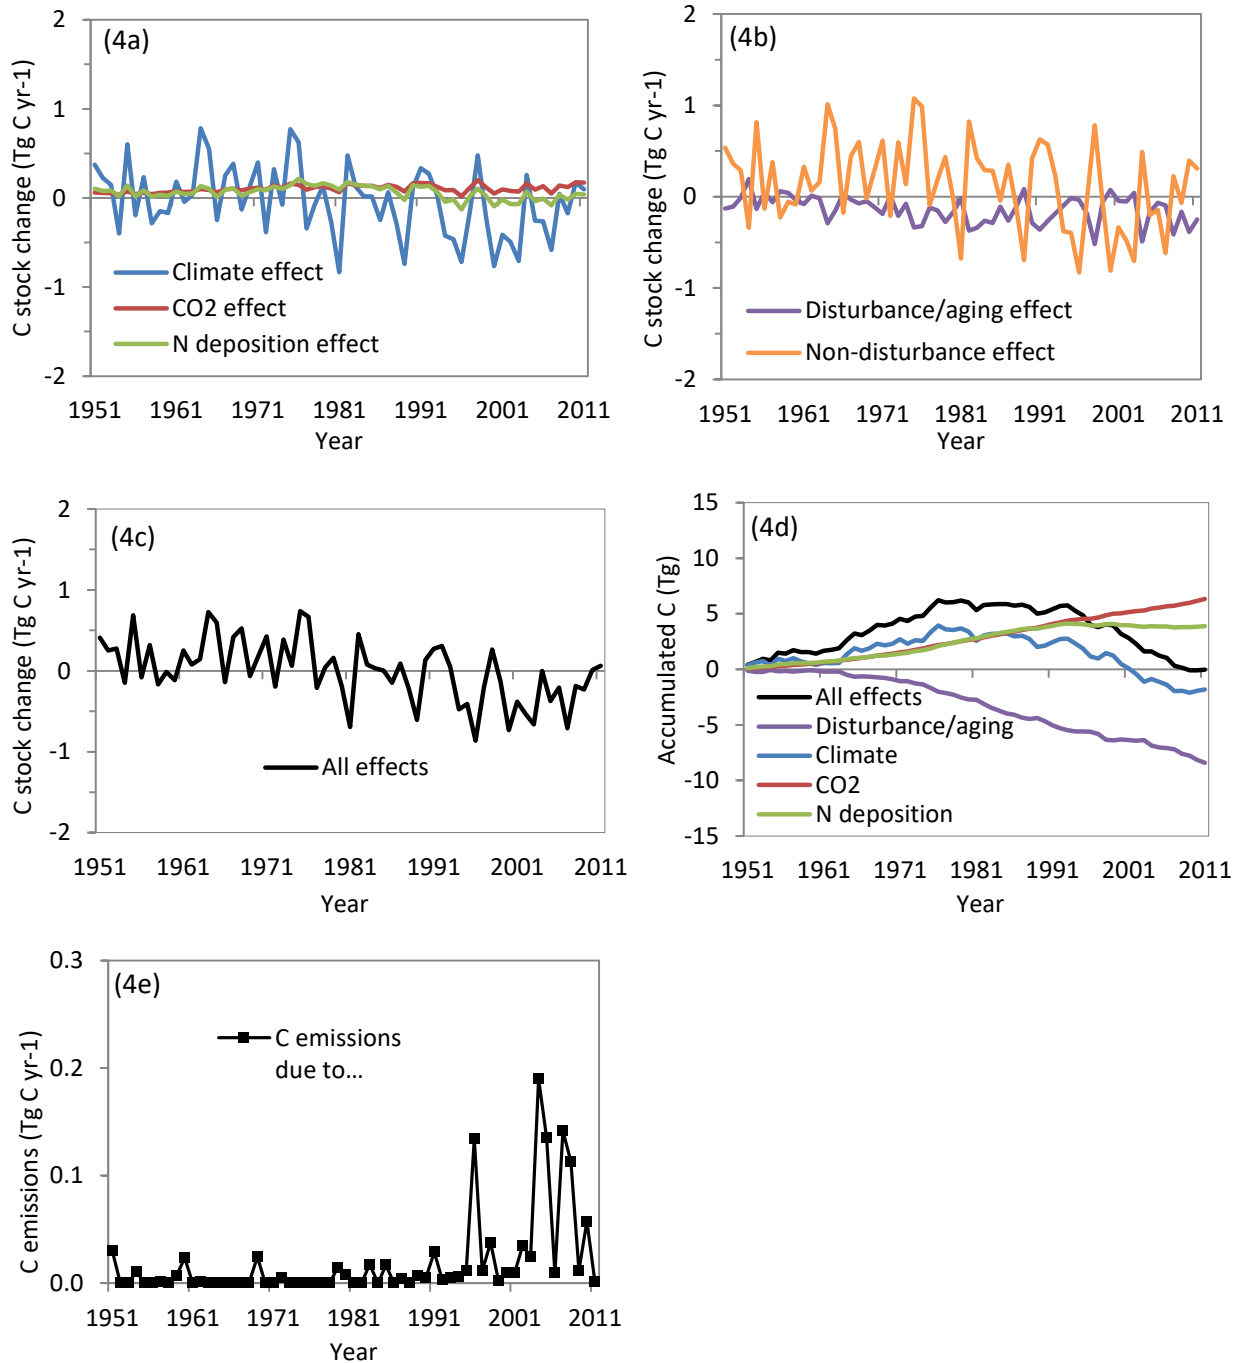 (4a)
C stock change (Tg C yr-1)
2
1
0
-1
-2
Climate effect
CO2 effect
N deposition effect
1951 1961 1971 1981 1991 2001 2011
Year
(4b)
C stock change (Tg C yr-1)
2
1
0
-1
-2
Disturbance/aging effect
Non-disturbance effect
1951 1961 1971 1981 1991 2001 2011
Year
(4c)
C stock change (Tg C yr-1)
2
1
0
-1
-2
All effects
1951 1961 1971 1981 1991 2001 2011
Year
(4d)
Accumulated C (Tg)
15
10
5
0
-5
-10
-15
All effects
Disturbance/aging
Climate
CO2
N deposition
1951 1961 1971 1981 1991 2001 2011
Year
(4e)
C emissions (Tg C yr-1)
0.3
0.2
0.1
0.0
C emissions
due to...
1951 1961 1971 1981 1991 2001 2011
Year